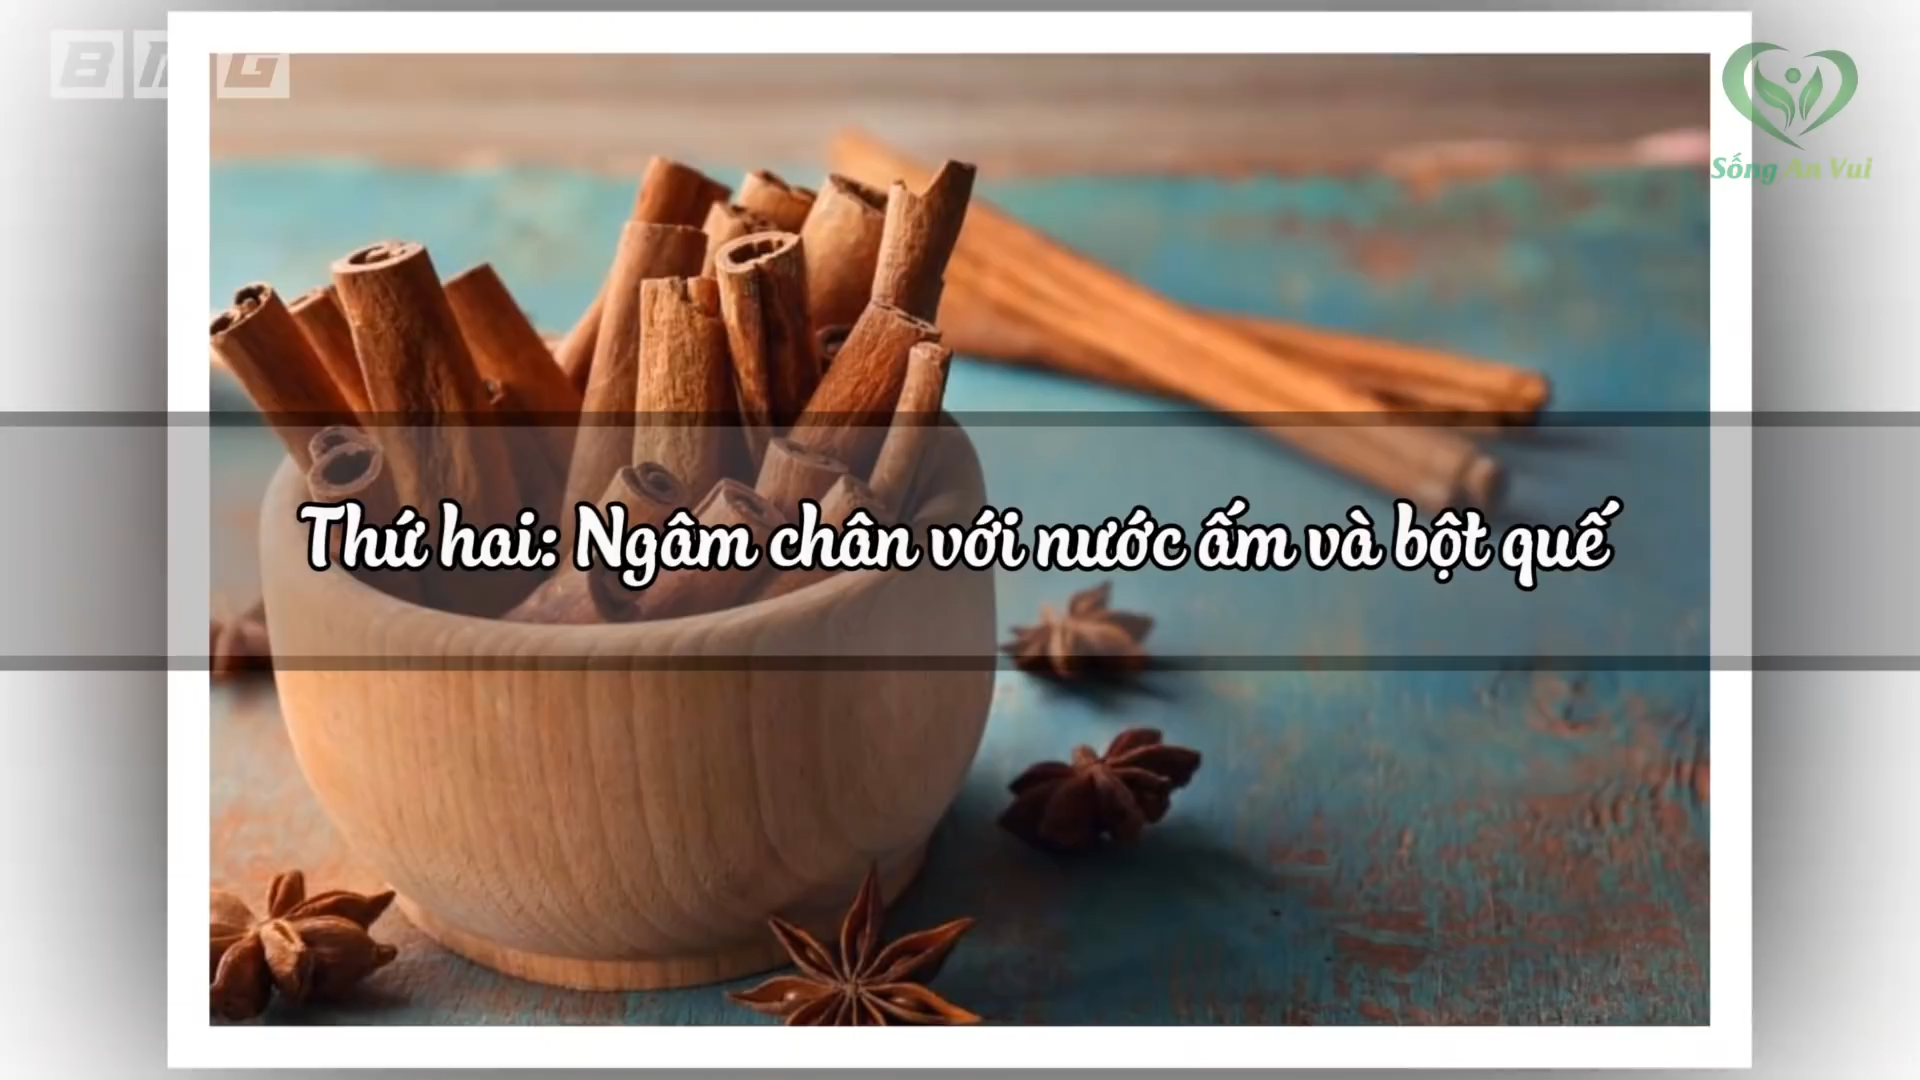 Sống An Vui
Thứ hai: Ngâm chân với nước ấm và bột quế